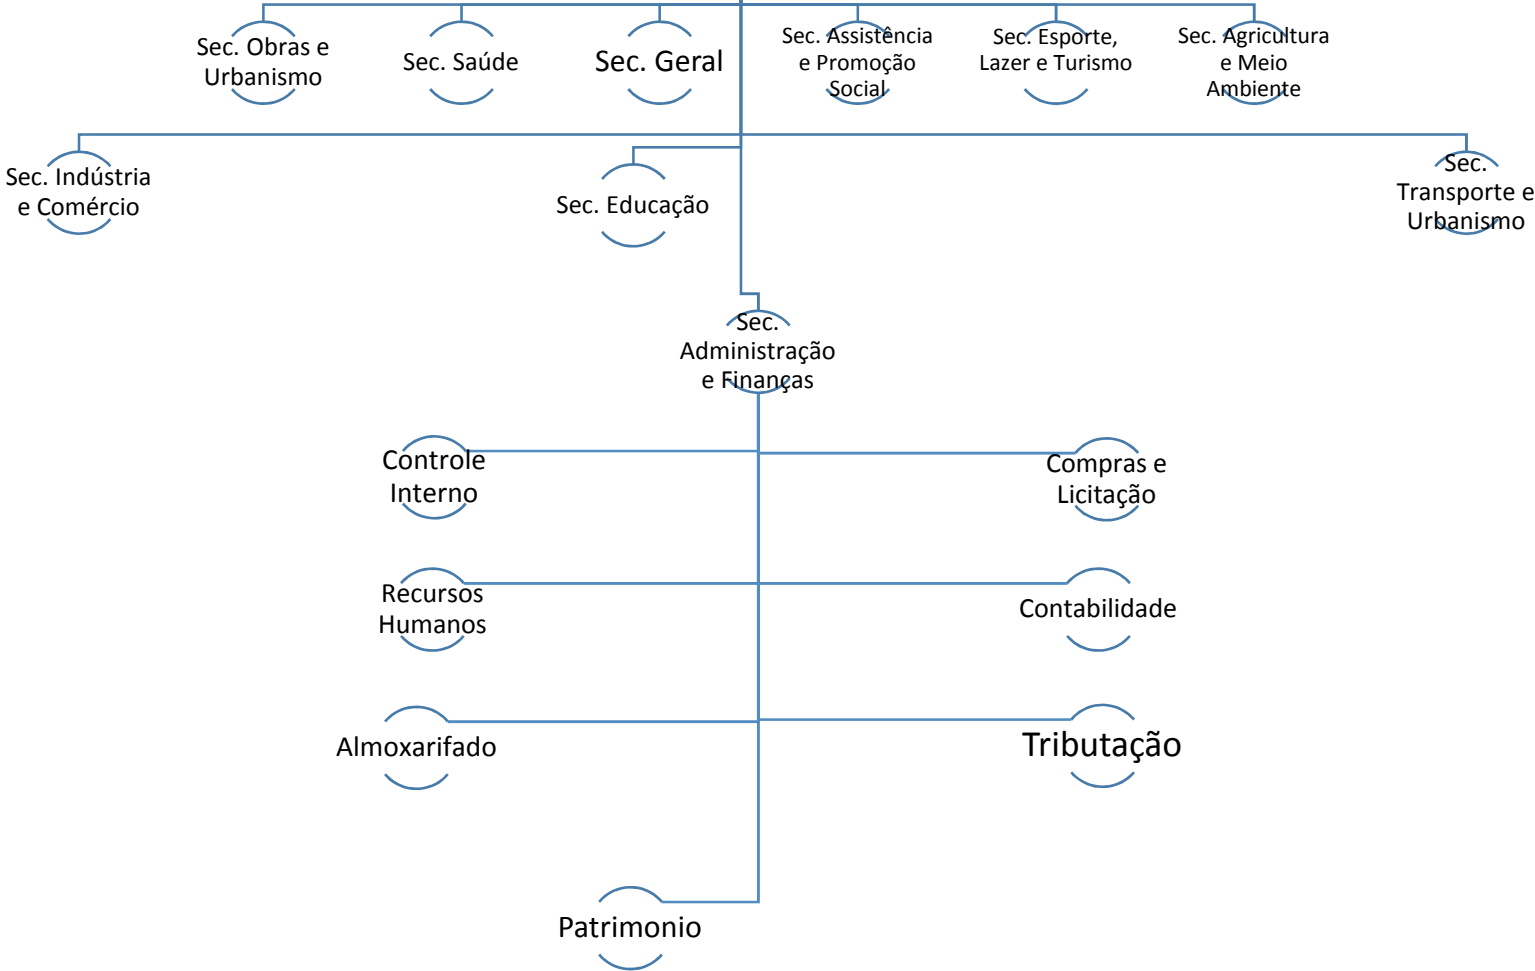 Sec. Obras e
Urbanismo
Sec. Saúde
Sec. Geral
Sec. Assistência
e Promoção
Social
Sec. Esporte,
Lazer e Turismo
Sec. Agricultura
e Meio
Ambiente
Sec. Indústria
e Comércio
Sec. Educação
Sec.
Transporte e
Urbanismo
Sec.
Administração
e Finanças
Controle
Interno
Compras e
Licitação
Recursos
Humanos
Contabilidade
Almoxarifado
Tributação
Patrimonio